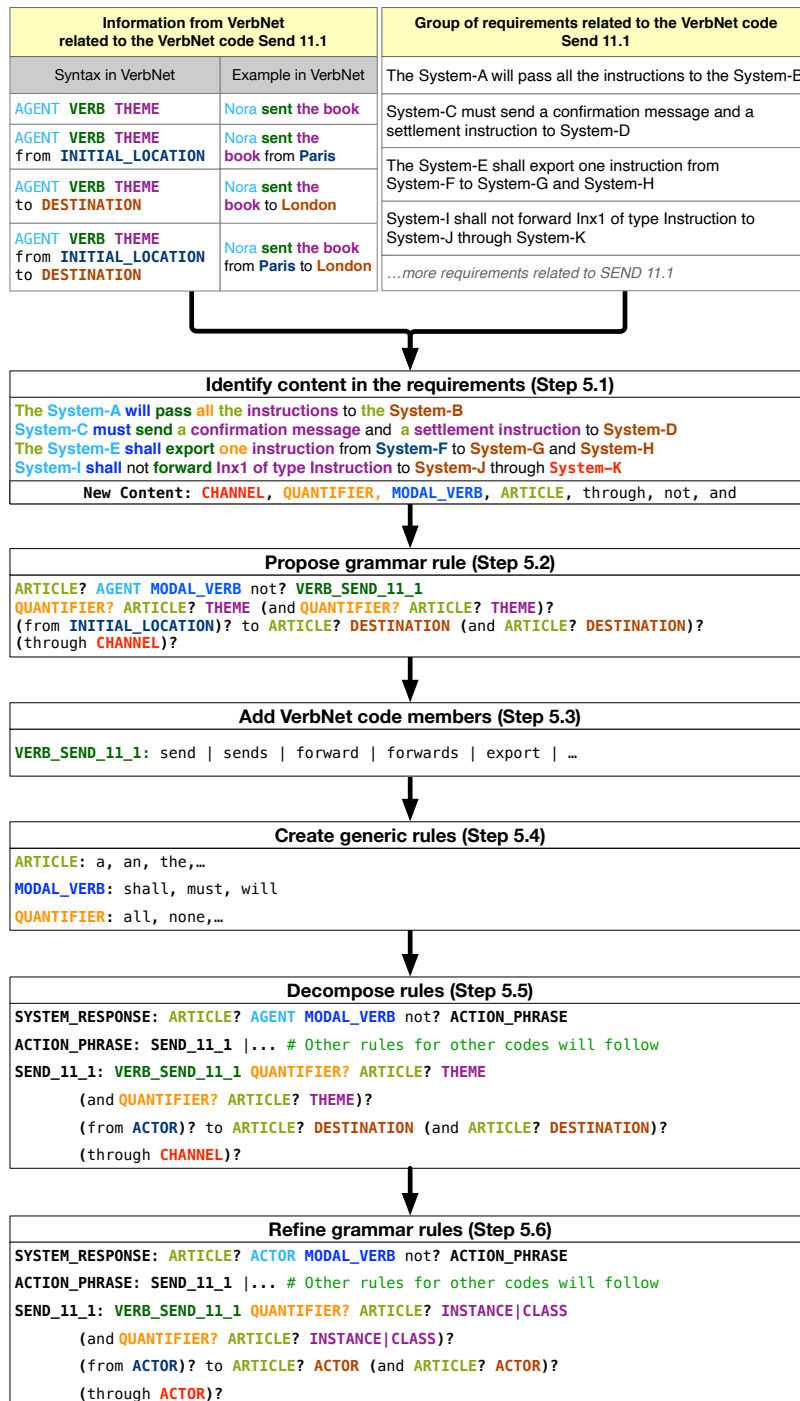 Information from VerbNet
related to the VerbNet code Send 11.1
Syntax in VerbNet
Example in VerbNet
AGENT VERB THEME
Nora sent the book
AGENT VERB THEME
from INITIAL_LOCATION
Nora sent the
book from Paris
AGENT VERB THEME
to DESTINATION
Nora sent the
book to London
AGENT VERB THEME
from INITIAL_LOCATION
to DESTINATION
Nora sent the book
from Paris to London
Group of requirements related to the VerbNet code
Send 11.1
The System-A will pass all the instructions to the System-B
System-C must send a confirmation message and a
settlement instruction to System-D
The System-E shall export one instruction from
System-F to System-G and System-H
System-I shall not forward Inx1 of type Instruction to
System-J through System-K
…more requirements related to SEND 11.1
Identify content in the requirements (Step 5.1)
The System-A will pass all the instructions to the System-B
System-C must send a confirmation message and a settlement instruction to System-D
The System-E shall export one instruction from System-F to System-G and System-H
System-I shall not forward Inx1 of type Instruction to System-J through System-K
New Content: CHANNEL, QUANTIFIER, MODAL_VERB, ARTICLE, through, not, and
Propose grammar rule (Step 5.2)
ARTICLE? AGENT MODAL_VERB not? VERB_SEND_11_1
QUANTIFIER? ARTICLE? THEME (and QUANTIFIER? ARTICLE? THEME)?
(from INITIAL_LOCATION)? to ARTICLE? DESTINATION (and ARTICLE? DESTINATION)?
(through CHANNEL)?
Add VerbNet code members (Step 5.3)
VERB_SEND_11_1: send | sends | forward | forwards | export | …
Create generic rules (Step 5.4)
ARTICLE: a, an, the,…
MODAL_VERB: shall, must, will
QUANTIFIER: all, none,…
Decompose rules (Step 5.5)
SYSTEM_RESPONSE: ARTICLE? AGENT MODAL_VERB not? ACTION_PHRASE
ACTION_PHRASE: SEND_11_1 |... # Other rules for other codes will follow
SEND_11_1: VERB_SEND_11_1 QUANTIFIER? ARTICLE? THEME
(and QUANTIFIER? ARTICLE? THEME)?
(from ACTOR)? to ARTICLE? DESTINATION (and ARTICLE? DESTINATION)?
(through CHANNEL)?
Refine grammar rules (Step 5.6)
SYSTEM_RESPONSE: ARTICLE? ACTOR MODAL_VERB not? ACTION_PHRASE
ACTION_PHRASE: SEND_11_1 |... # Other rules for other codes will follow
SEND_11_1: VERB_SEND_11_1 QUANTIFIER? ARTICLE? INSTANCE|CLASS
(and QUANTIFIER? ARTICLE? INSTANCE|CLASS)?
(from ACTOR)? to ARTICLE? ACTOR (and ARTICLE? ACTOR)?
(through ACTOR)?